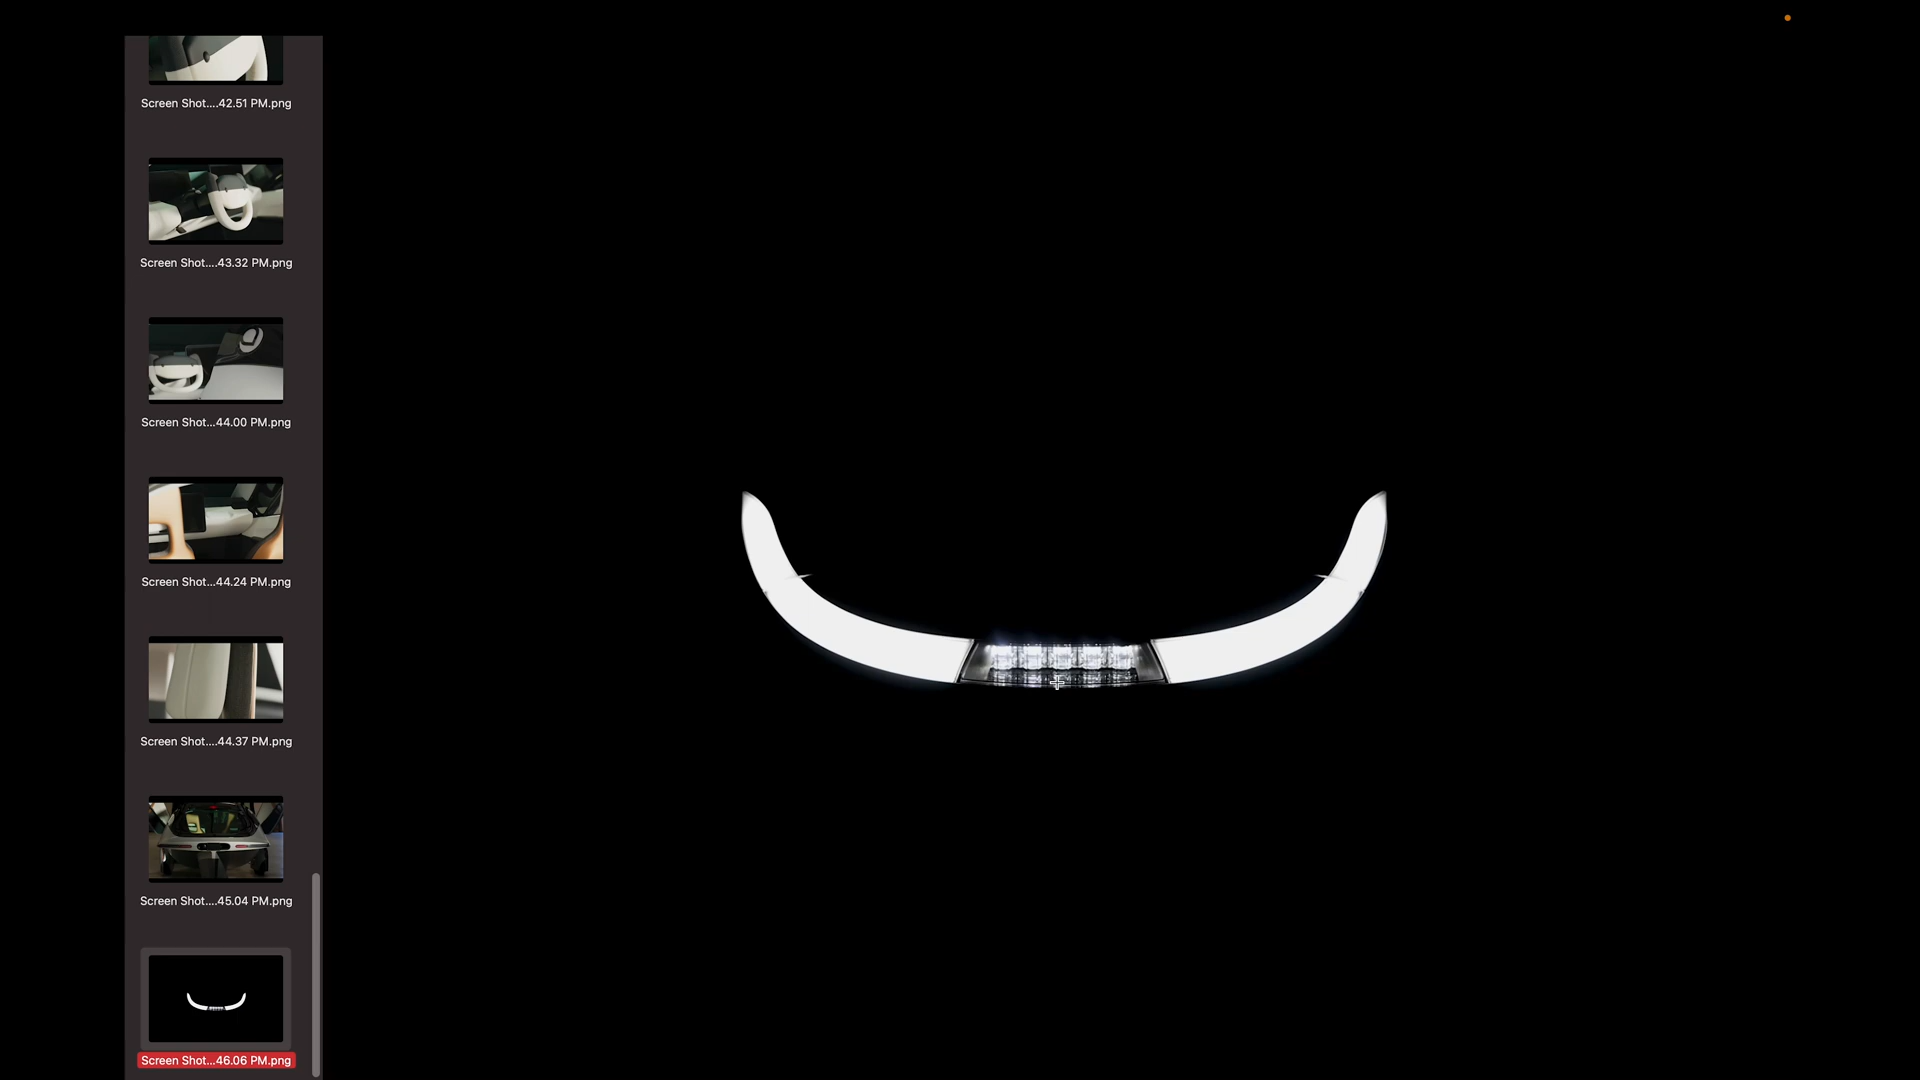 Screen Shot....42.51 PM.png
Screen Shot....43.32 PM.png
Screen Shot...44.00 PM.png
Screen Shot....44.24 PM.png
Screen Shot....44.37 PM.png
Screen Shot....45.04 PM.png
Screen Shot...46.06 PM.png